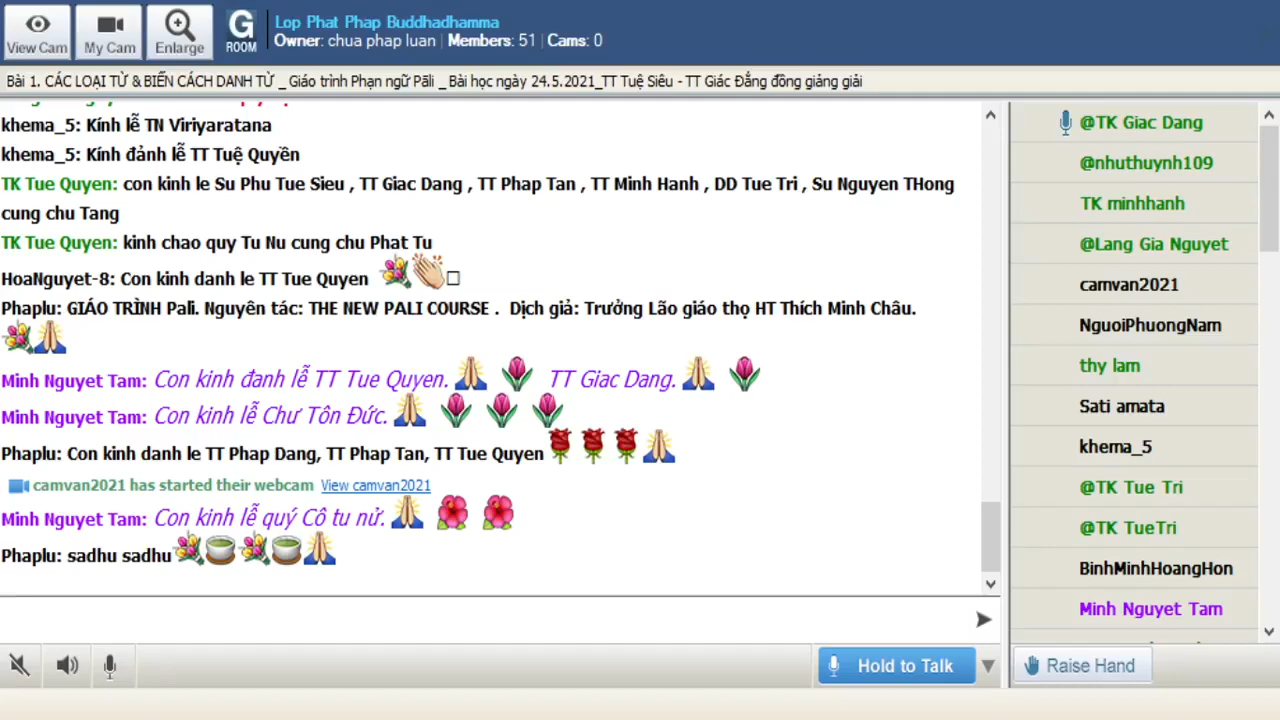 View Cam
My Cam
Enlarge
G
ROOM
Lop Phat Phap Buddhadhamma
Owner: chua phap luan | Members: 51 | Cams: 0
Bài 1. CÁC LOẠI TỪ & BIẾN CÁCH DANH TỪ _ Giáo trình Phạn ngữ Pāli _ Bài học ngày 24.5.2021_TT Tuệ Siêu - TT Giác Đẳng đồng giảng giải
khema_5: Kính lễ TN Viriyaratana
khema_5: Kính đảnh lễ TT Tuệ Quyền
TK Tue Quyen: con kinh le Su Phu Tue Sieu , TT Giac Dang , TT Phap Tan , TT Minh Hanh , DD Tue Tri , Su Nguyen THong
cung chu Tang
TK Tue Quyen: kinh chao quy Tu Nu cung chu Phat Tu
HoaNguyet-8: Con kinh danh le TT Tue Quyen
Phaplu: GIÁO TRÌNH Pali. Nguyên tác: THE NEW PALI COURSE . Dịch giả: Trưởng Lão giáo thọ HT Thích Minh Châu.
Minh Nguyet Tam: Con kinh đanh lễ TT Tue Quyen. TT Giac Dang.
Minh Nguyet Tam: Con kinh lễ Chư Tôn Đức.
Phaplu: Con kinh danh le TT Phap Dang, TT Phap Tan, TT Tue Quyen
camvan2021 has started their webcam View camvan2021
Minh Nguyet Tam: Con kinh lễ quý Cô tu nử.
Phaplu: sadhu sadhu
@TK Giac Dang
@nhuthuynh109
TK minhhanh
@Lang Gia Nguyet
camvan2021
NguoiPhuongNam
thy lam
Sati amata
khema_5
@TK Tue Tri
@TK TueTri
BinhMinhHoangHon
Minh Nguyet Tam
Hold to Talk
Raise Hand